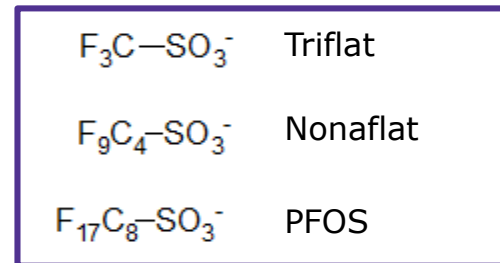 F₃C–SO₃⁻ Triflat
F₉C₄–SO₃⁻ Nonaflat
F₁₇C₈–SO₃⁻ PFOS